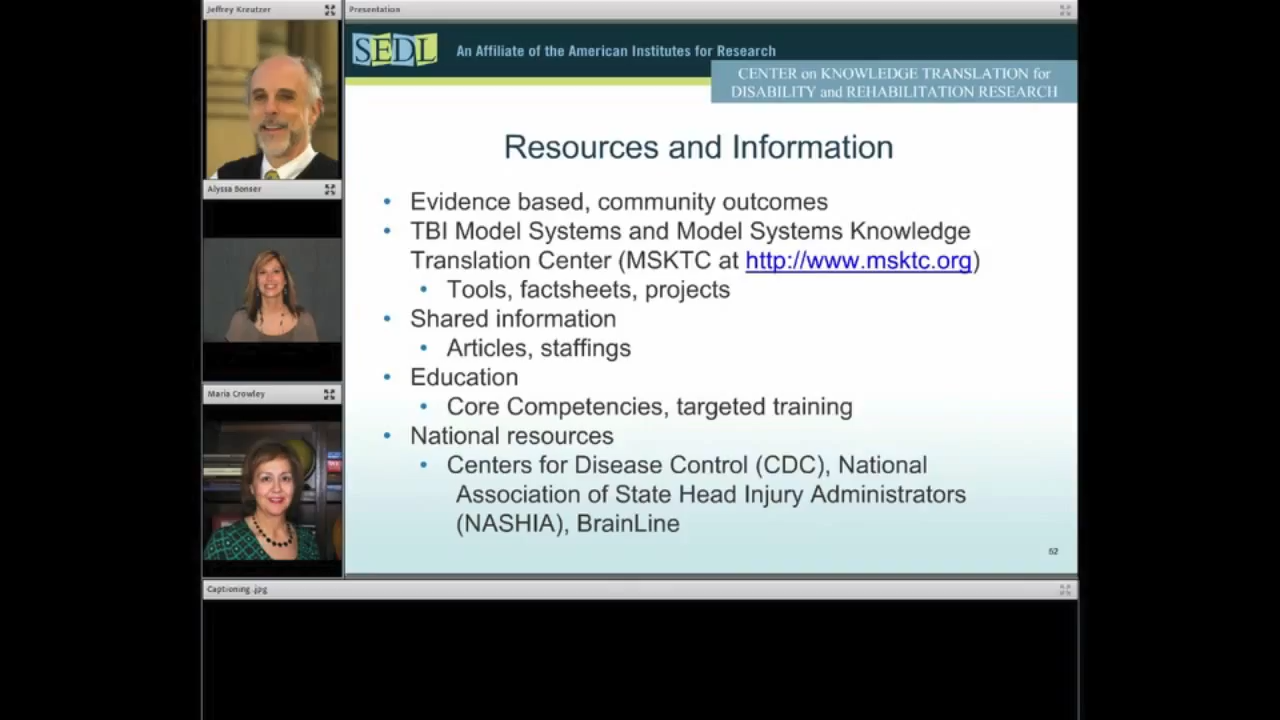 Jeffrey Kreutzer
Presentation
SEDL
An Affiliate of the American Institutes for Research
CENTER on KNOWLEDGE TRANSLATION for
DISABILITY and REHABILITATION RESEARCH
Alyssa Bonser
Maria Crowley
Resources and Information
• Evidence based, community outcomes
• TBI Model Systems and Model Systems Knowledge
Translation Center (MSKTC at http://www.msktc.org)
• Tools, factsheets, projects
• Shared information
• Articles, staffings
• Education
• Core Competencies, targeted training
• National resources
• Centers for Disease Control (CDC), National
Association of State Head Injury Administrators
(NASHIA), BrainLine
52
Captioning .jpg